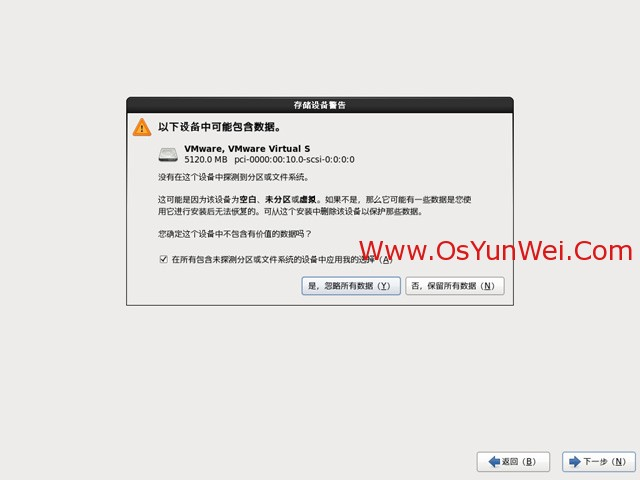 存储设备警告
以下设备中可能包含数据。
VMware, VMware Virtual S
5120.0 MB pci-0000:00:10.0-scsi-0:0:0:0
没有在这个设备中探测到分区或文件系统。
这可能是因为该设备为空白、未分区或虚拟。如果不是，那么它可能有一些数据是您使
用它进行安装后无法恢复的。可从这个安装中删除该设备以保护那些数据。
您确定这个设备中不包含有价值的数据吗？
Www.OsYunWei.Com
在所有包含未探测分区或文件系统的设备中应用我的选择（A）
是，忽略所有数据（Y）
否，保留所有数据（N）
返回（B）
下一步（N）